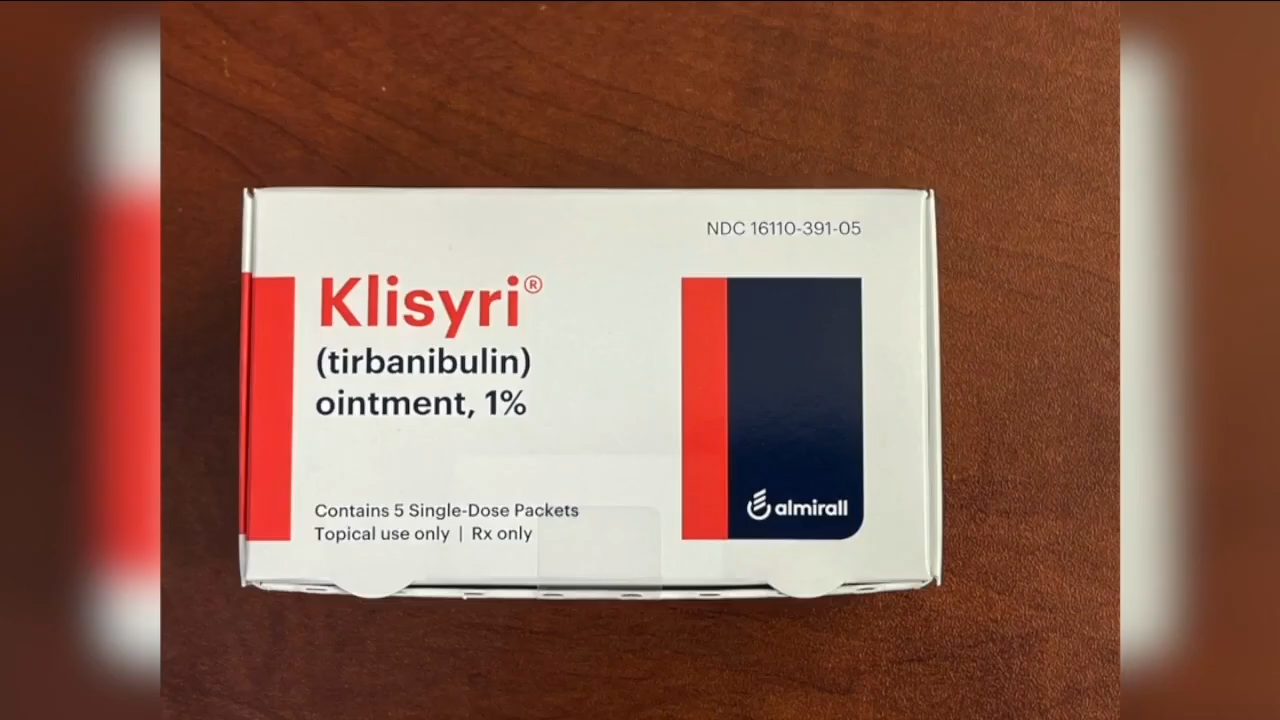 NDC 16110-391-05
Klisyri®
(tirbanibulin)
ointment, 1%
Contains 5 Single-Dose Packets
Topical use only | Rx only
almirall